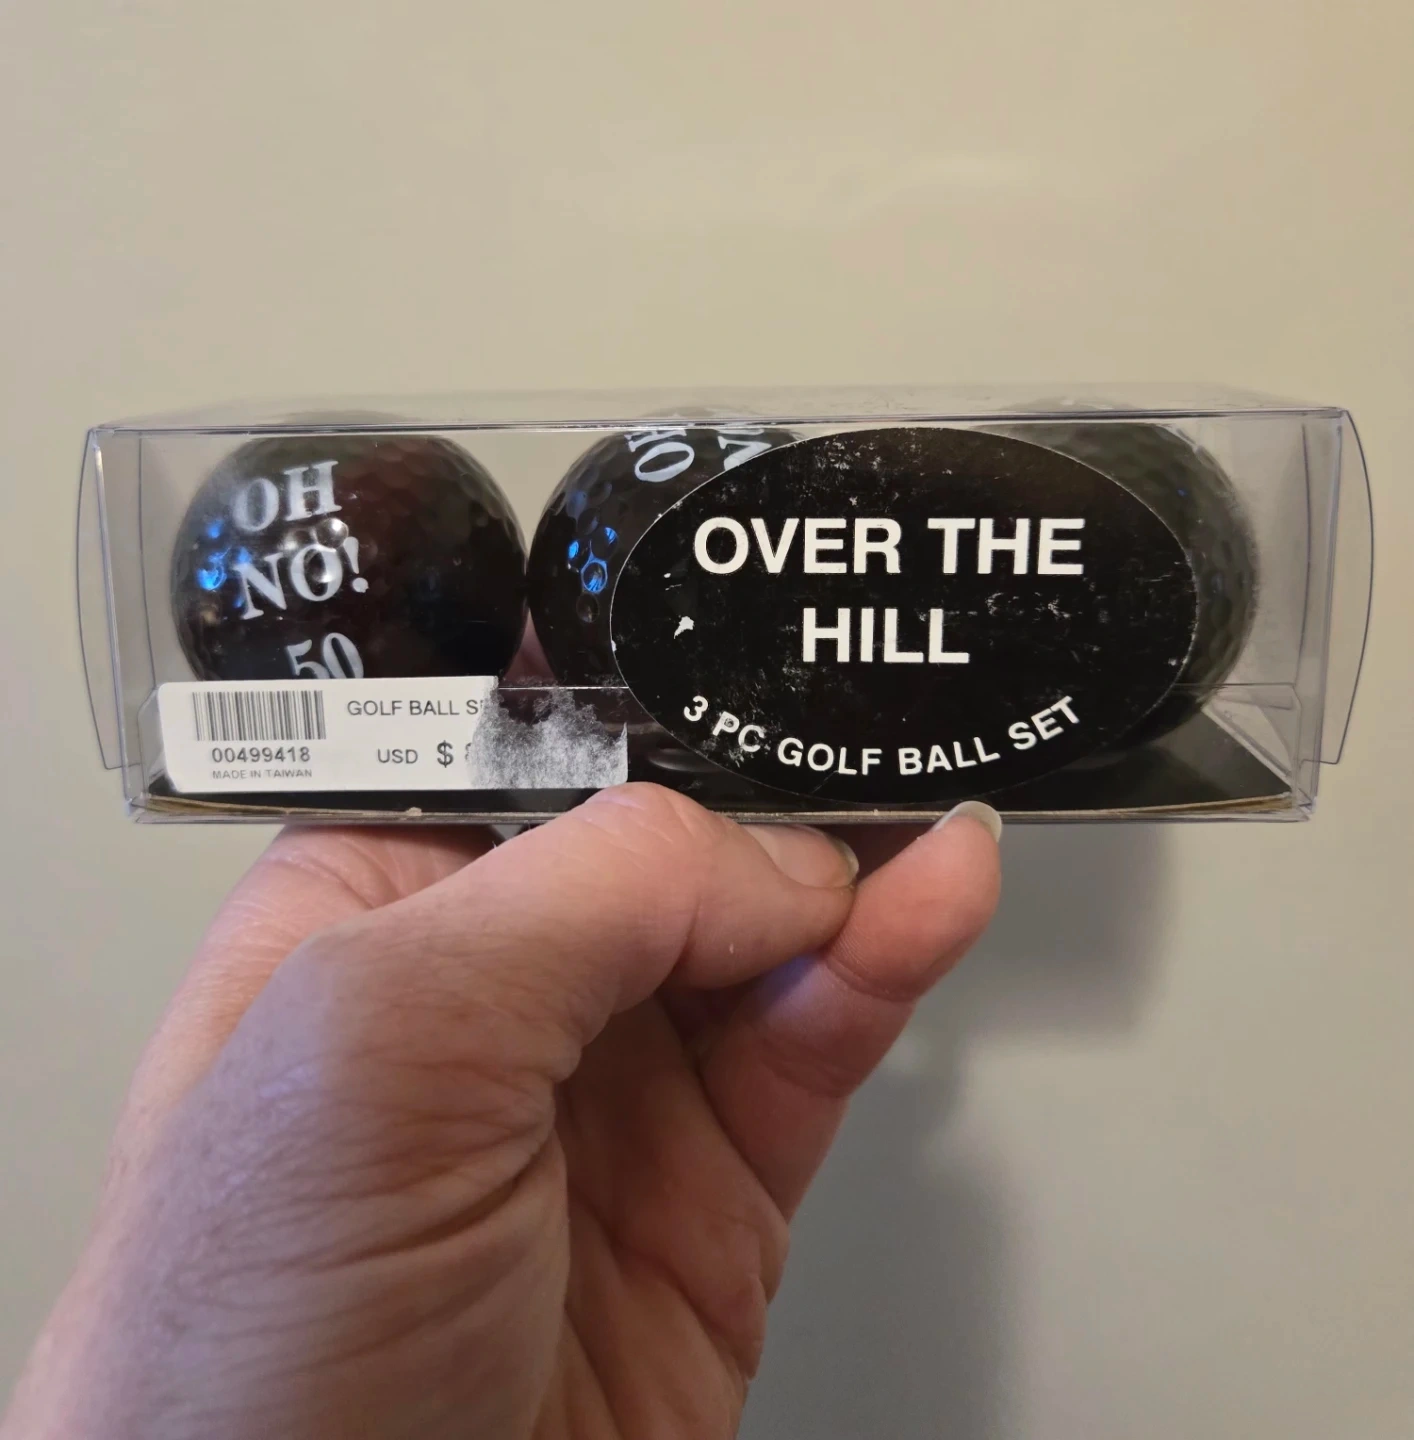 OH
NO!
50
OH
OVER THE
HILL
3 PC GOLF BALL SET
GOLF BALL
00499418
USD $
MADE IN TAIWAN